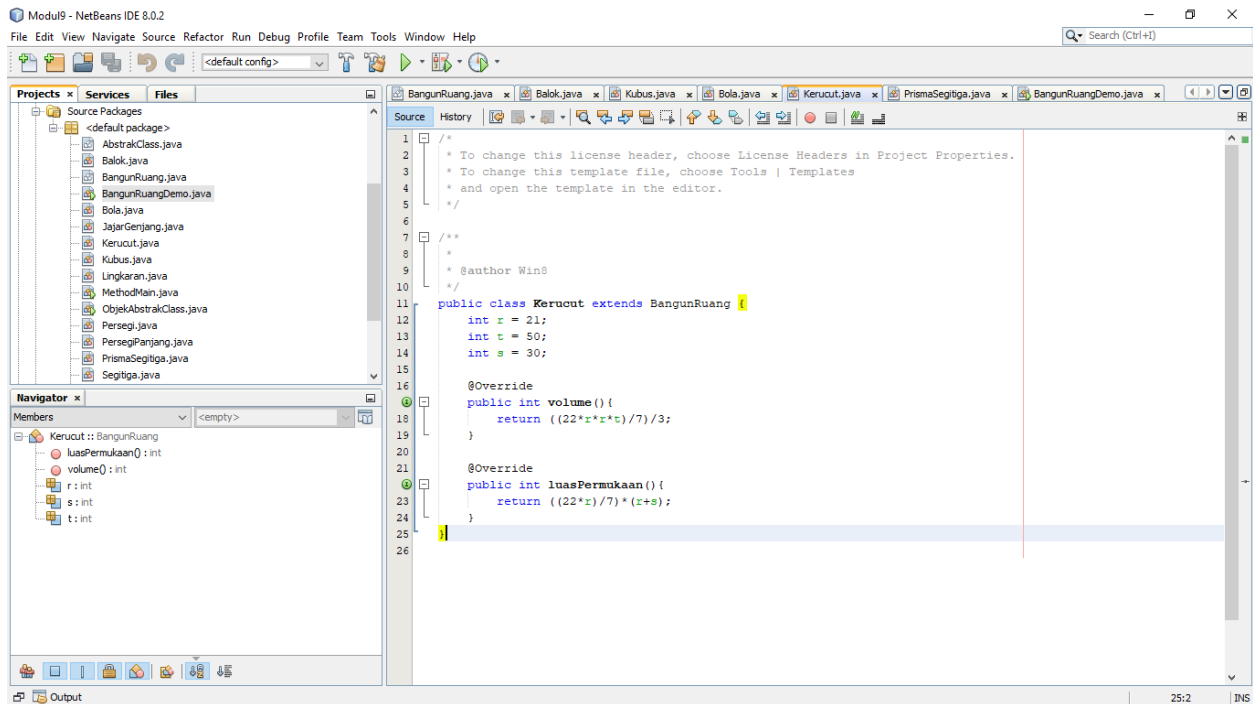 Modul9 - NetBeans IDE 8.0.2
File Edit View Navigate Source Refactor Run Debug Profile Team Tools Window Help
Search (Ctrl+I)
<default config>
Projects x Services Files
Source Packages
<default package>
AbstrakClass.java
Balok.java
BangunRuang.java
BangunRuangDemo.java
Bola.java
JajarGenjang.java
Kerucut.java
Kubus.java
Lingkaran.java
MethodMain.java
ObjekAbstrakClass.java
Persegi.java
PersegiPanjang.java
PrismaSegitiga.java
Segitiga.java
Navigator x
Members <empty>
Kerucut :: BangunRuang
luasPermukaan() : int
volume() : int
r : int
s : int
t : int
Output
BangunRuang.java x Balok.java x Kubus.java x Bola.java x Kerucut.java x PrismaSegitiga.java x BangunRuangDemo.java x
Source History
1 /*
2 * To change this license header, choose License Headers in Project Properties.
3 * To change this template file, choose Tools | Templates
4 * and open the template in the editor.
5 */
6
7 /**
8 *
9 * @author Win8
10 */
11 public class Kerucut extends BangunRuang {
12 int r = 21;
13 int t = 50;
14 int s = 30;
15
16 @Override
public int volume(){
18 return ((22*r*r*t)/7)/3;
19 }
20
21 @Override
public int luasPermukaan(){
23 return ((22*r)/7)*(r+s);
24 }
25 }
26
25:2 INS